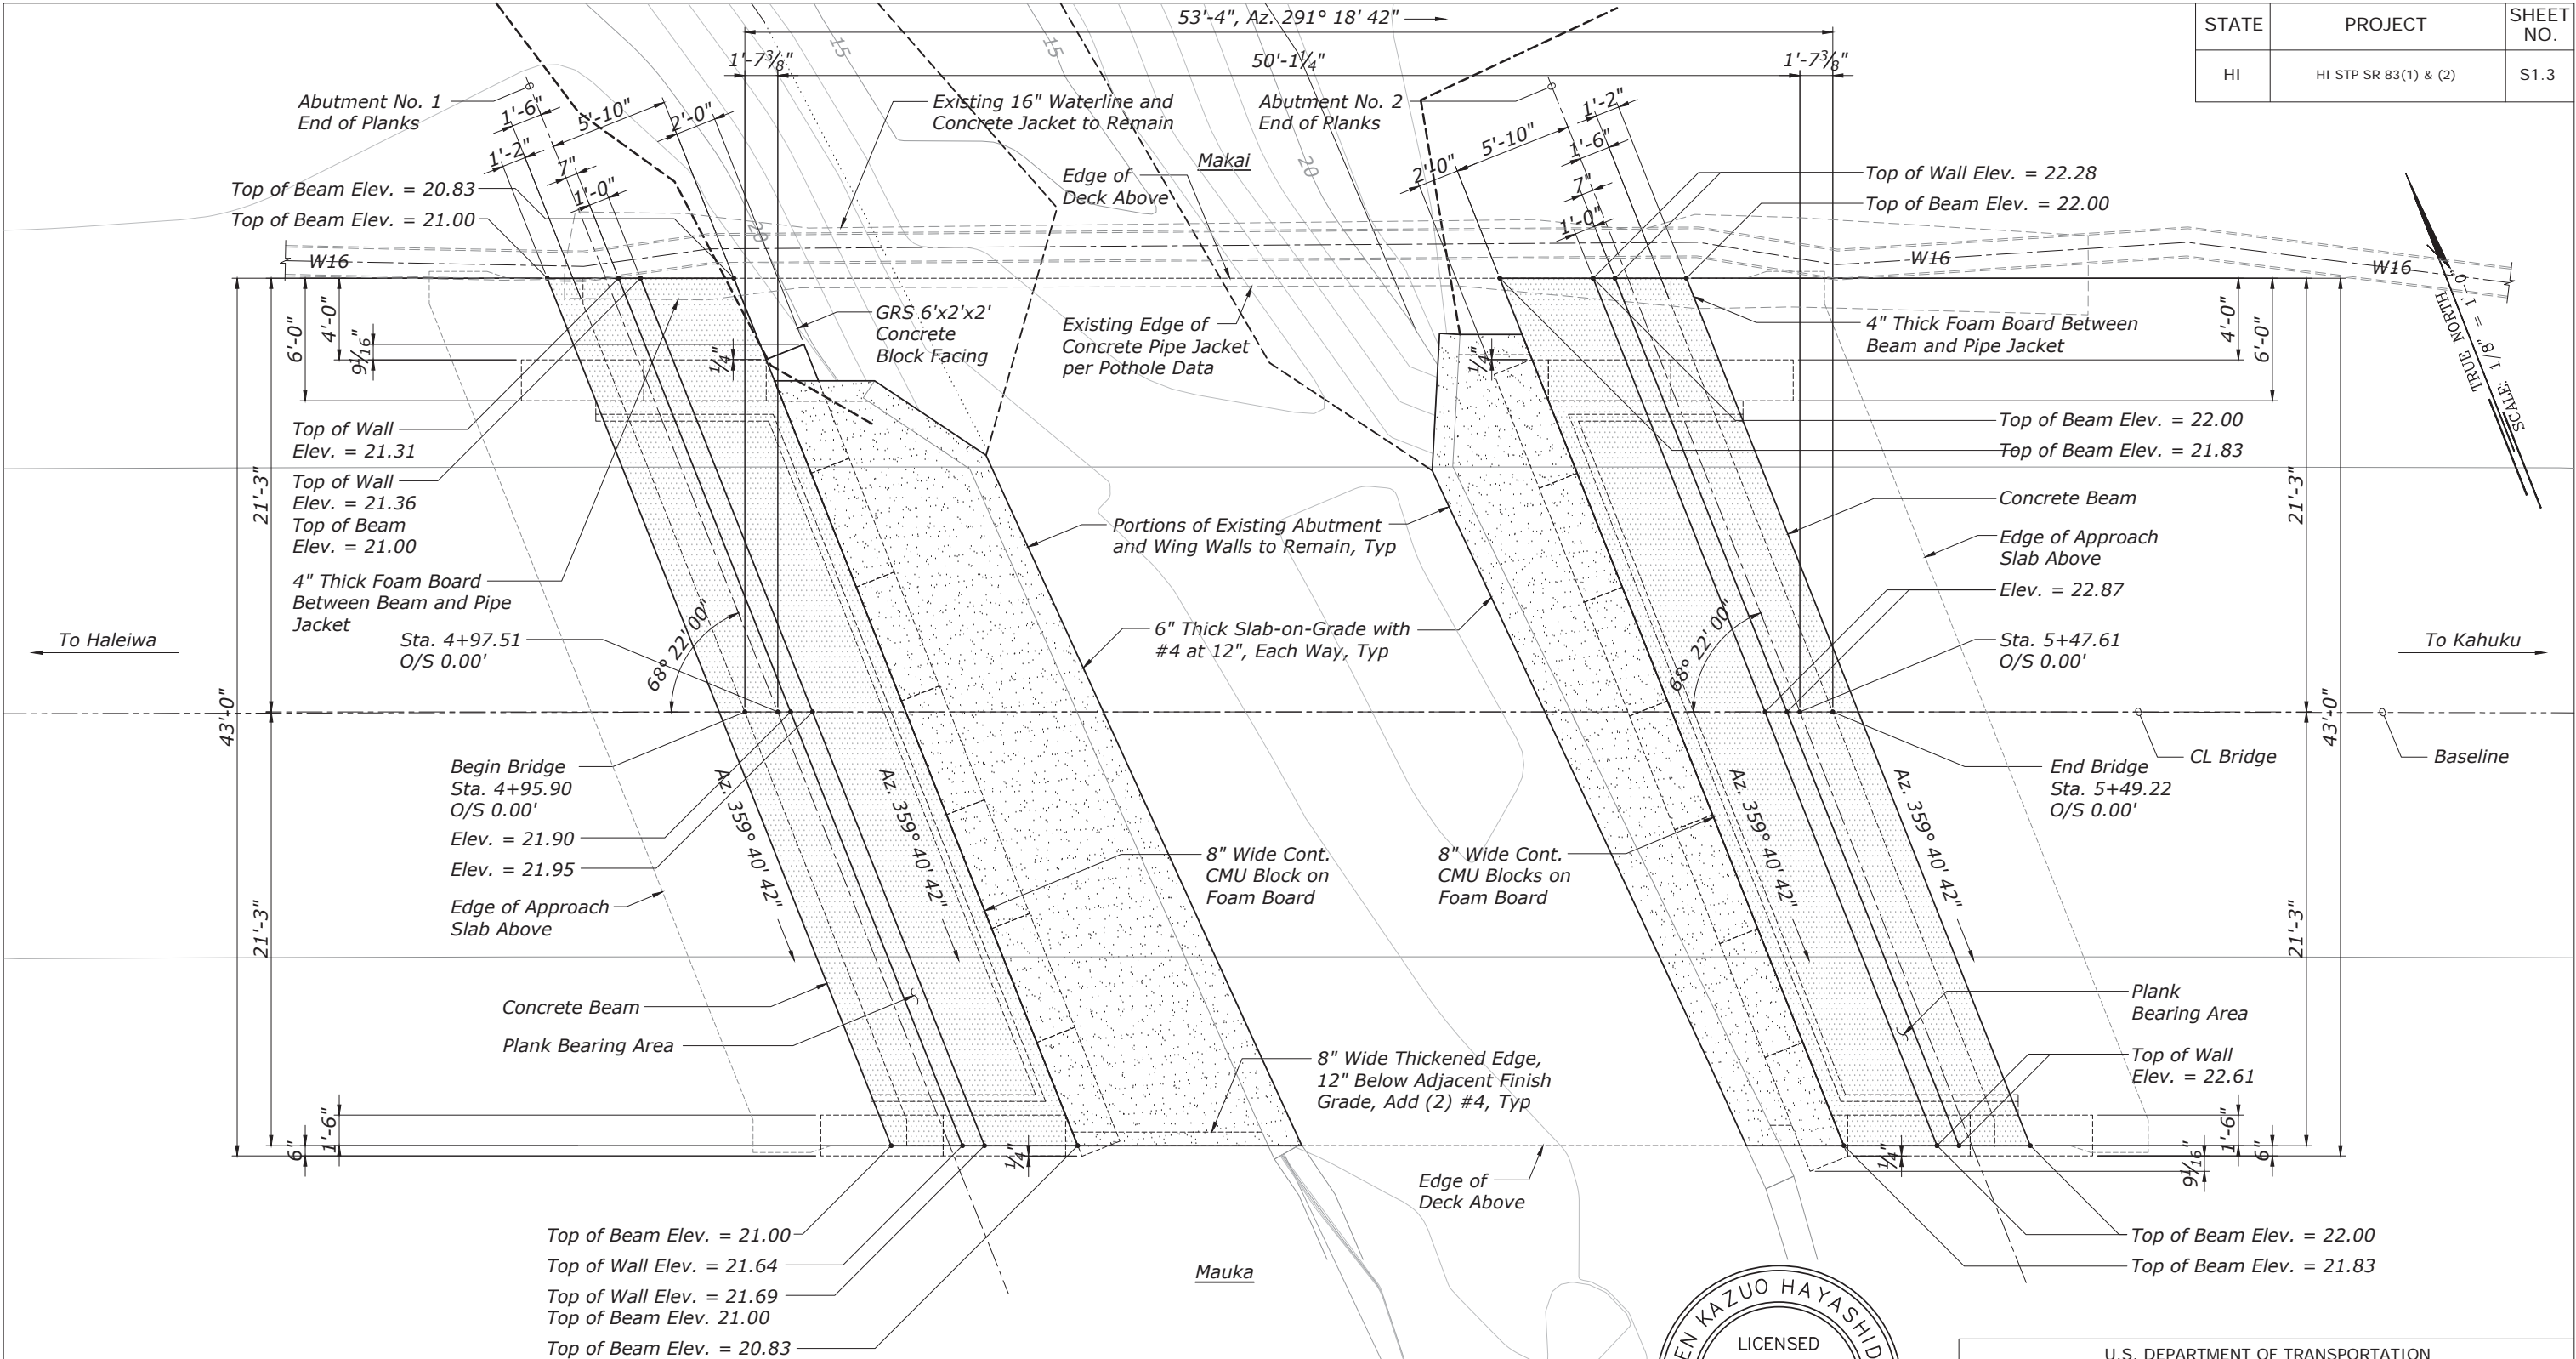 53'-4", Az. 291° 18' 42"
1'-7⅜"
50'-1¼"
1'-7⅜"
STATE
PROJECT
SHEET NO.
HI
HI STP SR 83(1) & (2)
S1.3
Abutment No. 1
End of Planks
1'-6"
5'-10"
2'-0"
1'-2"
7"
1'-0"
15
15
20
20
Existing 16" Waterline and
Concrete Jacket to Remain
Abutment No. 2
End of Planks
1'-2"
5'-10"
1'-6"
2'-0"
7"
1'-0"
Makai
Edge of
Deck Above
Top of Beam Elev. = 20.83
Top of Beam Elev. = 21.00
Top of Wall Elev. = 22.28
Top of Beam Elev. = 22.00
W16
W16
W16
TRUE NORTH
SCALE: 1/8" = 1'-0"
6'-0"
4'-0"
9 1/16"
¼"
GRS 6'x2'x2'
Concrete
Block Facing
Existing Edge of
Concrete Pipe Jacket
per Pothole Data
¼"
4" Thick Foam Board Between
Beam and Pipe Jacket
4'-0"
6'-0"
Top of Wall
Elev. = 21.31
Top of Wall
Elev. = 21.36
Top of Beam
Elev. = 21.00
4" Thick Foam Board
Between Beam and Pipe
Jacket
21'-3"
Top of Beam Elev. = 22.00
Top of Beam Elev. = 21.83
Concrete Beam
21'-3"
Portions of Existing Abutment
and Wing Walls to Remain, Typ
Edge of Approach
Slab Above
Elev. = 22.87
To Haleiwa
Sta. 4+97.51
O/S 0.00'
68° 22' 00"
6" Thick Slab-on-Grade with
#4 at 12", Each Way, Typ
68° 22' 00"
Sta. 5+47.61
O/S 0.00'
To Kahuku
43'-0"
43'-0"
Begin Bridge
Sta. 4+95.90
O/S 0.00'
Elev. = 21.90
Elev. = 21.95
Edge of Approach
Slab Above
Az. 359° 40' 42"
Az. 359° 40' 42"
Az. 359° 40' 42"
Az. 359° 40' 42"
End Bridge
Sta. 5+49.22
O/S 0.00'
CL Bridge
Baseline
8" Wide Cont.
CMU Block on
Foam Board
8" Wide Cont.
CMU Blocks on
Foam Board
21'-3"
21'-3"
Concrete Beam
Plank Bearing Area
Plank
Bearing Area
8" Wide Thickened Edge,
12" Below Adjacent Finish
Grade, Add (2) #4, Typ
Top of Wall
Elev. = 22.61
6"
1'-6"
¼"
¼"
9 1/16"
1'-6"
6"
Edge of
Deck Above
Top of Beam Elev. = 21.00
Top of Wall Elev. = 21.64
Top of Wall Elev. = 21.69
Top of Beam Elev. 21.00
Top of Beam Elev. = 20.83
Mauka
Top of Beam Elev. = 22.00
Top of Beam Elev. = 21.83
EN KAZUO HAYASHID
LICENSED
U.S. DEPARTMENT OF TRANSPORTATION